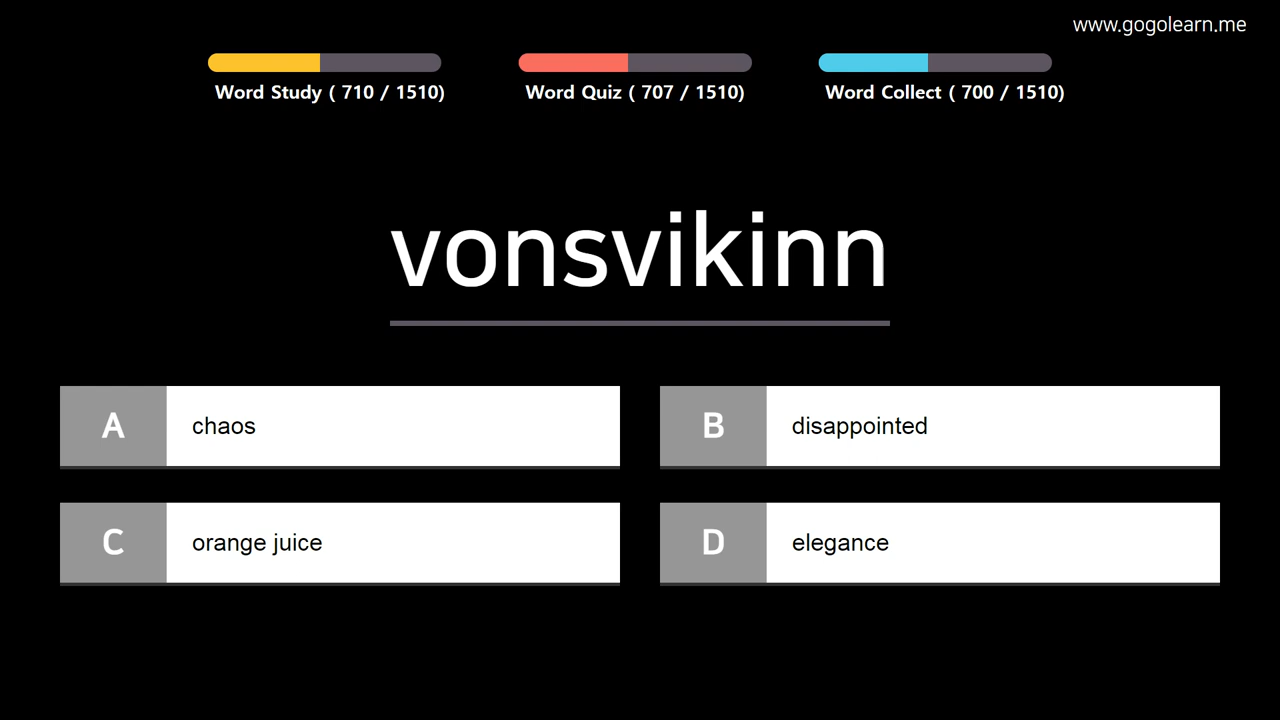 www.gogolearn.me
Word Study ( 710 / 1510)
Word Quiz ( 707 / 1510)
Word Collect ( 700 / 1510)
vonsvikinn
A chaos
B disappointed
C orange juice
D elegance